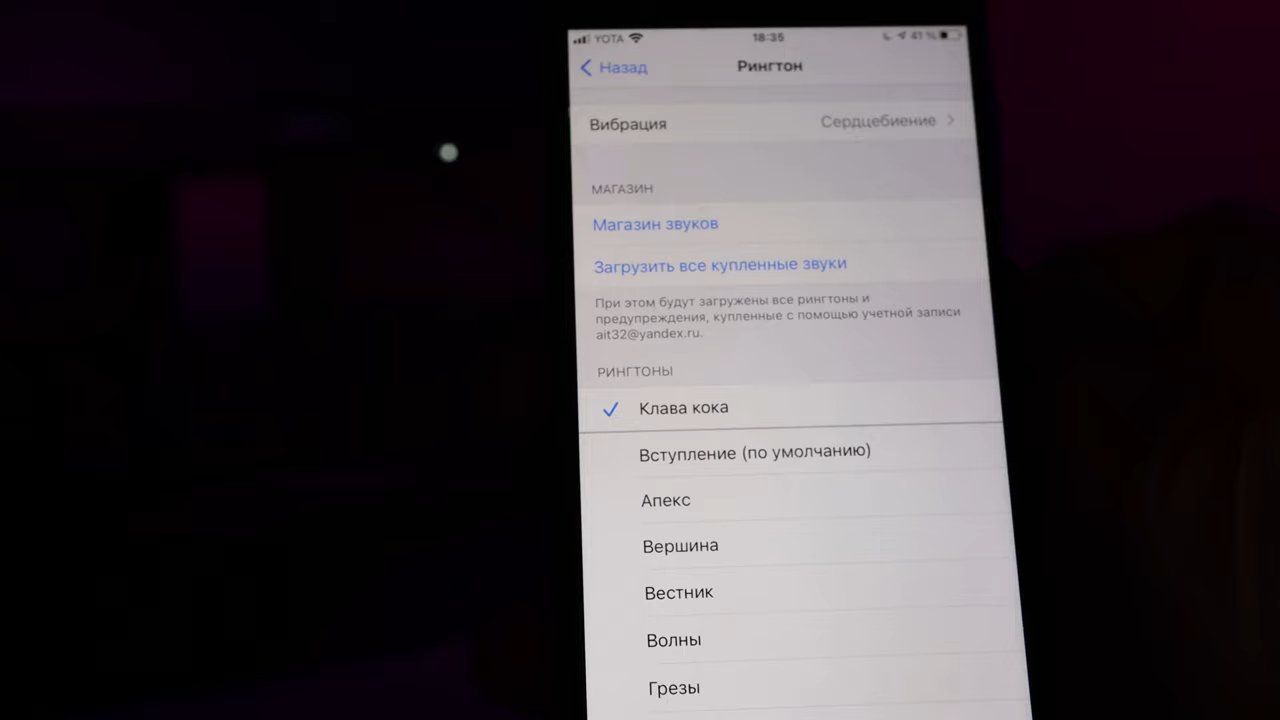 YOTA 18:35 41 %
Назад Рингтон
Вибрация Сердцебиение
МАГАЗИН
Магазин звуков
Загрузить все купленные звуки
При этом будут загружены все рингтоны и
предупреждения, купленные с помощью учетной записи
ait32@yandex.ru.
РИНГТОНЫ
Клава кока
Вступление (по умолчанию)
Апекс
Вершина
Вестник
Волны
Грезы